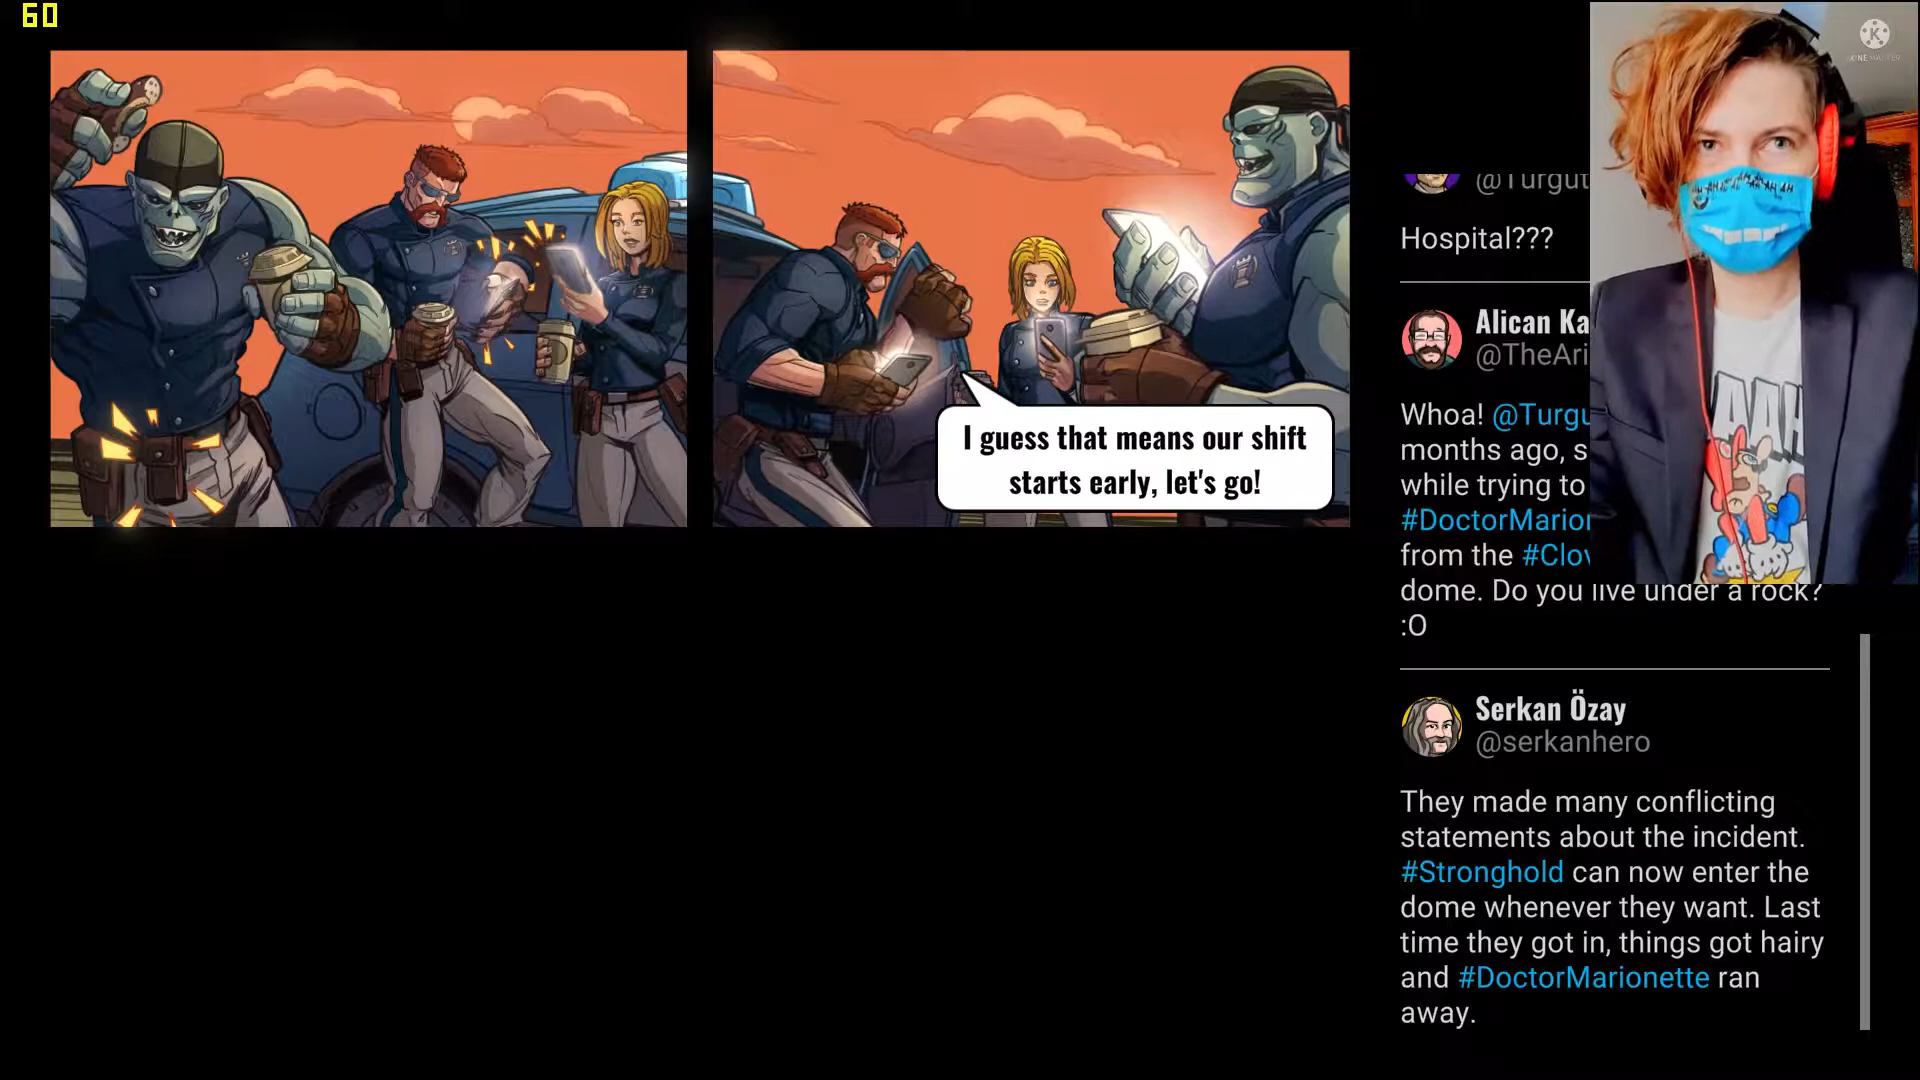 60
I guess that means our shift
starts early, let's go!
@Turgut
Hospital???
Alican Ka
@TheAri
Whoa! @Turgu
months ago, s
while trying to
#DoctorMarion
from the #Clov
dome. Do you live under a rock?
:O
Serkan Özay
@serkanhero
They made many conflicting
statements about the incident.
#Stronghold can now enter the
dome whenever they want. Last
time they got in, things got hairy
and #DoctorMarionette ran
away.
K
AAH